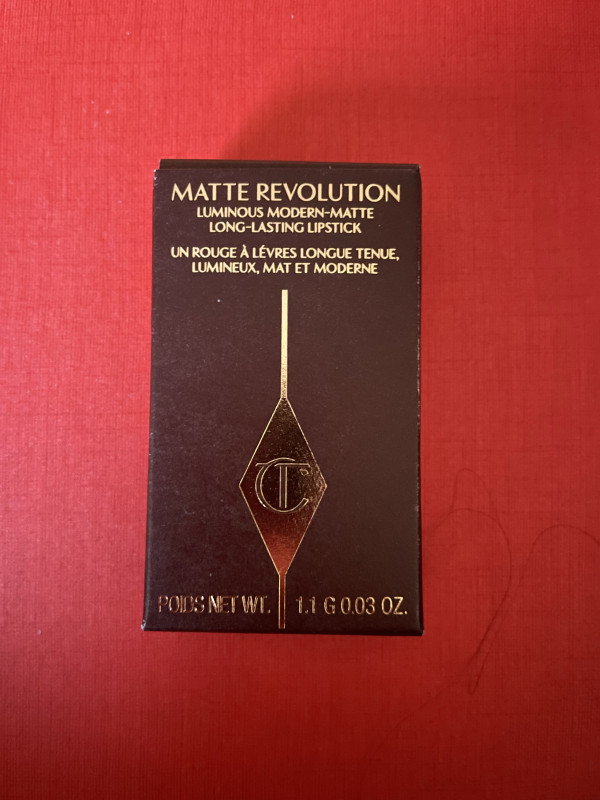 MATTE REVOLUTION
LUMINOUS MODERN-MATTE
LONG-LASTING LIPSTICK
UN ROUGE À LÉVRES LONGUE TENUE,
LUMINEUX, MAT ET MODERNE
CT
POIDS NET WT. 1.1 G 0.03 OZ.